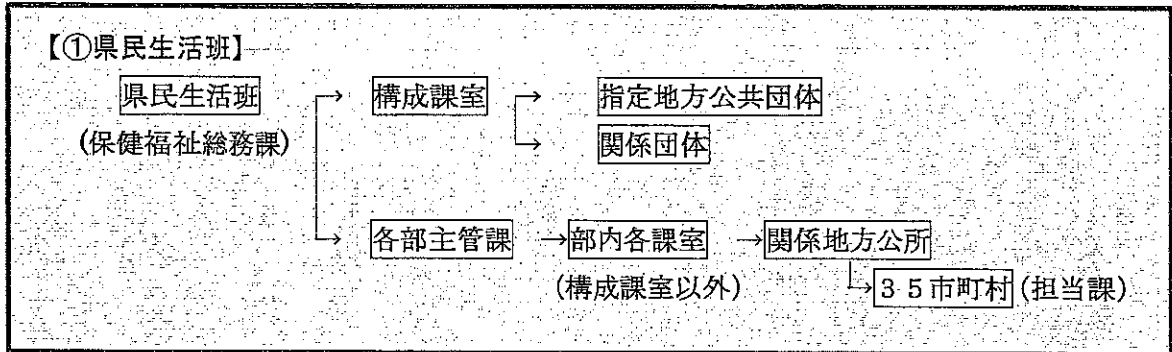 【①県民生活班】
県民生活班 → 構成課室 → 指定地方公共団体
(保健福祉総務課) → 関係団体
→ 各部主管課 →部内各課室 →関係地方公所
(構成課室以外) →35市町村(担当課)